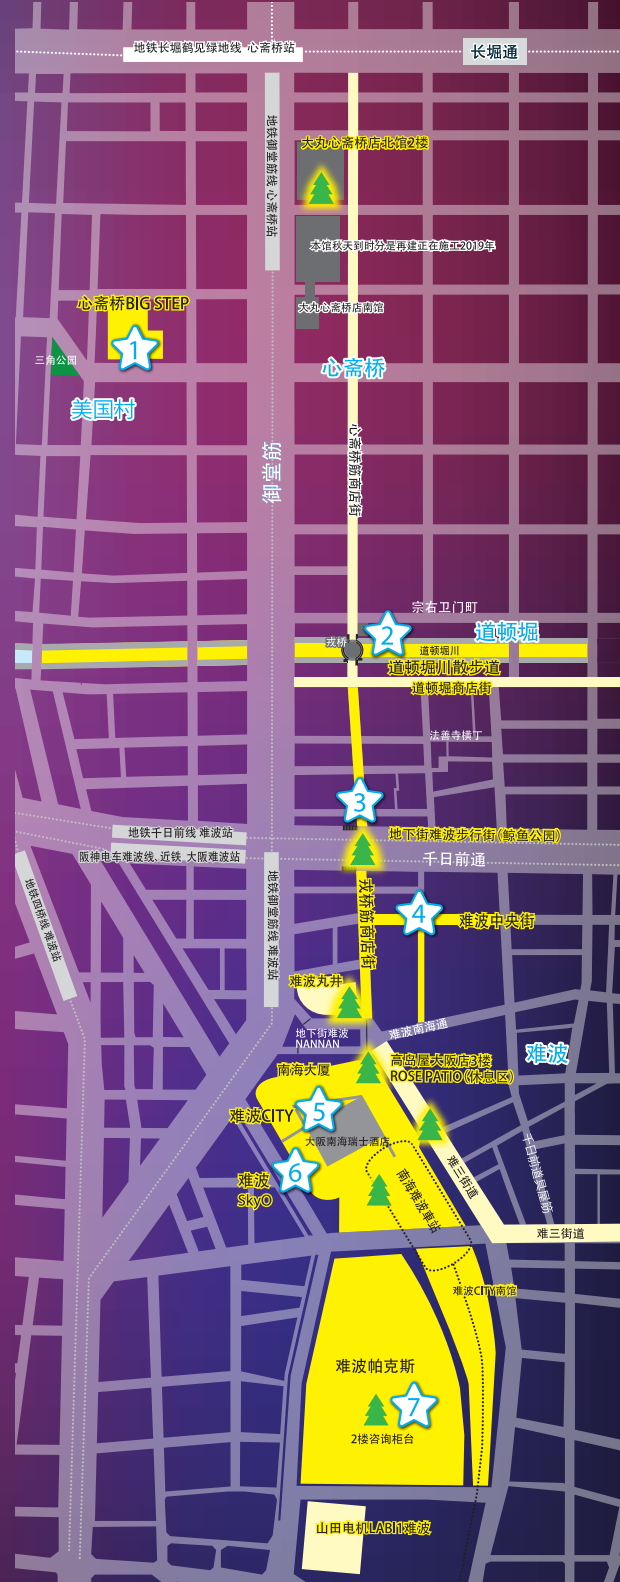 地铁长堀鹤见绿地线 心斋桥站
长堀通
地铁御堂筋线 心斋桥站
大丸心斋桥店北馆2楼
本馆秋天到时分是再建正在施工2019年
心斋桥BIG STEP
大丸心斋桥店南馆
1
三角公园
心斋桥
美国村
心斋桥筋商店街
御堂筋
宗右卫门町
2
道顿堀
戎桥
道顿堀川
道顿堀川散步道
道顿堀商店街
法善寺横丁
3
地铁千日前线 难波站
地下街难波步行街(鲸鱼公园)
阪神电车难波线、近铁 大阪难波站
千日前通
地铁四桥线 难波站
地铁御堂筋线 难波站
戎桥筋商店街
4
难波中央街
难波丸井
地下街难波
NANNAN
难波南海通
难波
高岛屋大阪店3楼
ROSE PATIO(休息区)
南海大厦
难波CITY
5
大阪南海瑞士酒店
6
难波
SkyO
南海难波車站
难三街道
千日前道具屋筋
难三街道
难波CITY南馆
难波帕克斯
7
2楼咨询柜台
山田电机LABI1难波